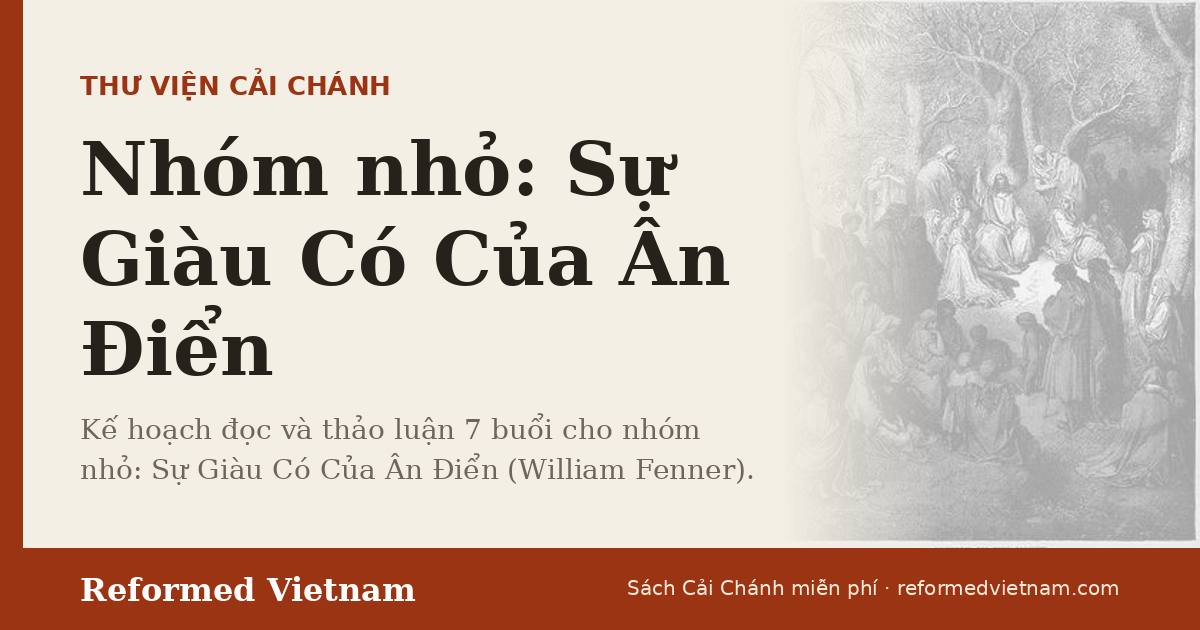 THƯ VIỆN CẢI CHÁNH
Nhóm nhỏ: Sự
Giàu Có Của Ân
Điển
Kế hoạch đọc và thảo luận 7 buổi cho nhóm
nhỏ: Sự Giàu Có Của Ân Điển (William Fenner).
Reformed Vietnam
Sách Cải Chánh miễn phí · reformedvietnam.com